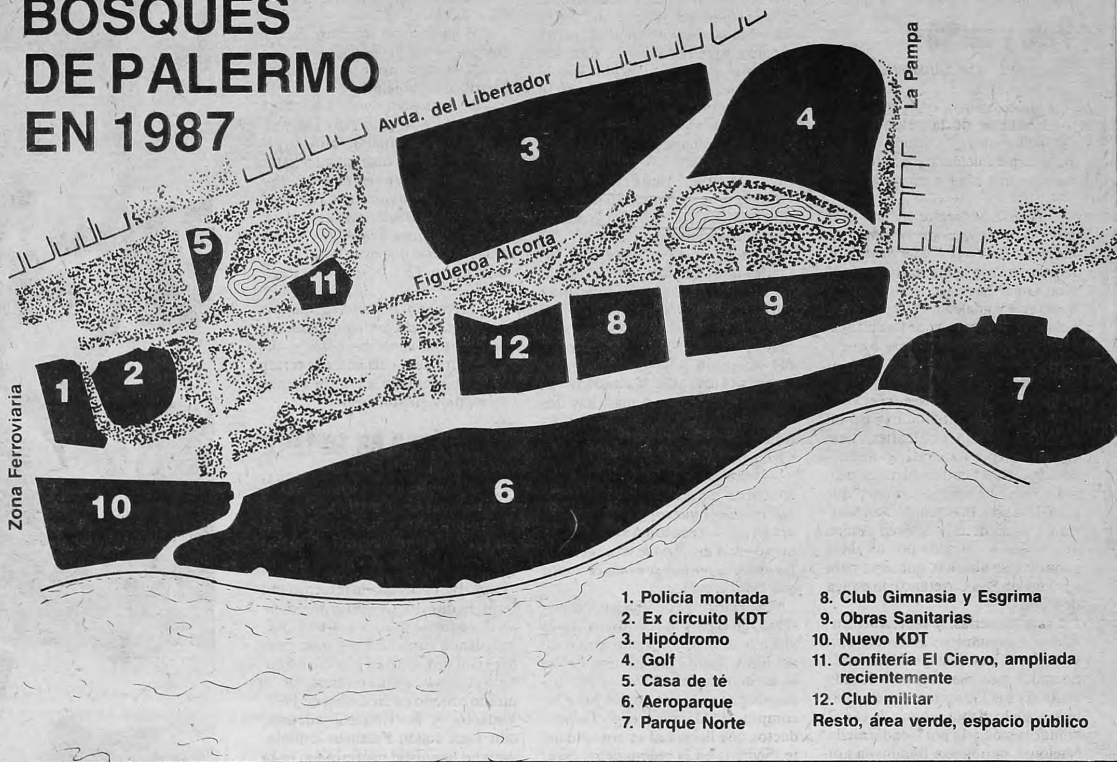 BOSQUES
DE PALERMO
EN 1987
Avda. del Libertador
La Pampa
Figueroa Alcorta
Zona Ferroviaria
3
4
5
11
9
8
12
1
2
7
6
10
1. Policía montada
2. Ex circuito KDT
3. Hipódromo
4. Golf
5. Casa de té
6. Aeroparque
7. Parque Norte
8. Club Gimnasia y Esgrima
9. Obras Sanitarias
10. Nuevo KDT
11. Confitería El Ciervo, ampliada
recientemente
12. Club militar
Resto, área verde, espacio público